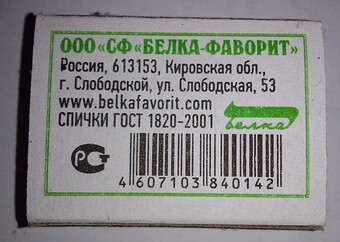 ООО «СФ «БЕЛКА-ФАВОРИТ»
Россия, 613153, Кировская обл.,
г. Слободской, ул. Слободская, 53
www.belkafavorit.com
СПИЧКИ ГОСТ 1820-2001
белка
РСТ
4 607103 840142